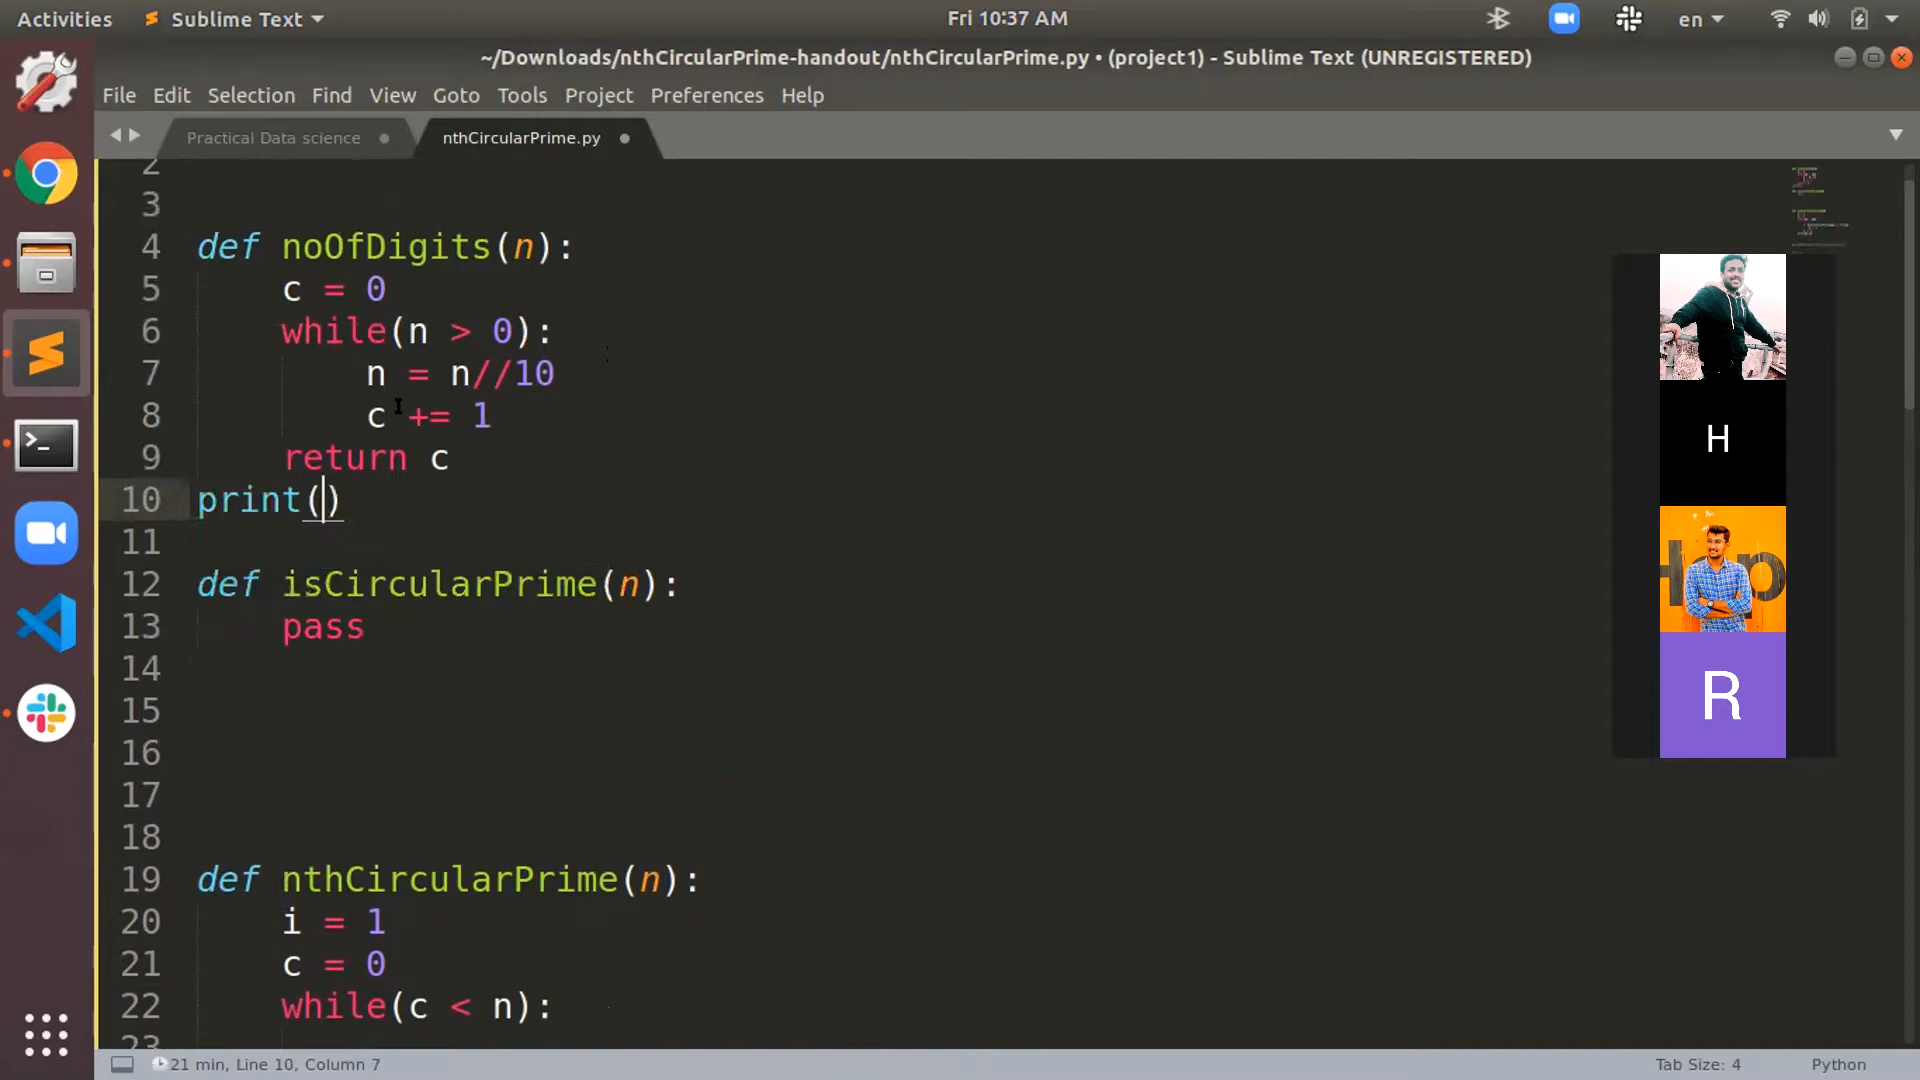 Activities
Sublime Text
Fri 10:37 AM
en
~/Downloads/nthCircularPrime-handout/nthCircularPrime.py • (project1) - Sublime Text (UNREGISTERED)
File Edit Selection Find View Goto Tools Project Preferences Help
Practical Data science
nthCircularPrime.py
2
3
4 def noOfDigits(n):
5 c = 0
6 while(n > 0):
7 n = n//10
8 c += 1
9 return c
10 print()
11
12 def isCircularPrime(n):
13 pass
14
15
16
17
18
19 def nthCircularPrime(n):
20 i = 1
21 c = 0
22 while(c < n):
23
H
R
21 min, Line 10, Column 7
Tab Size: 4
Python